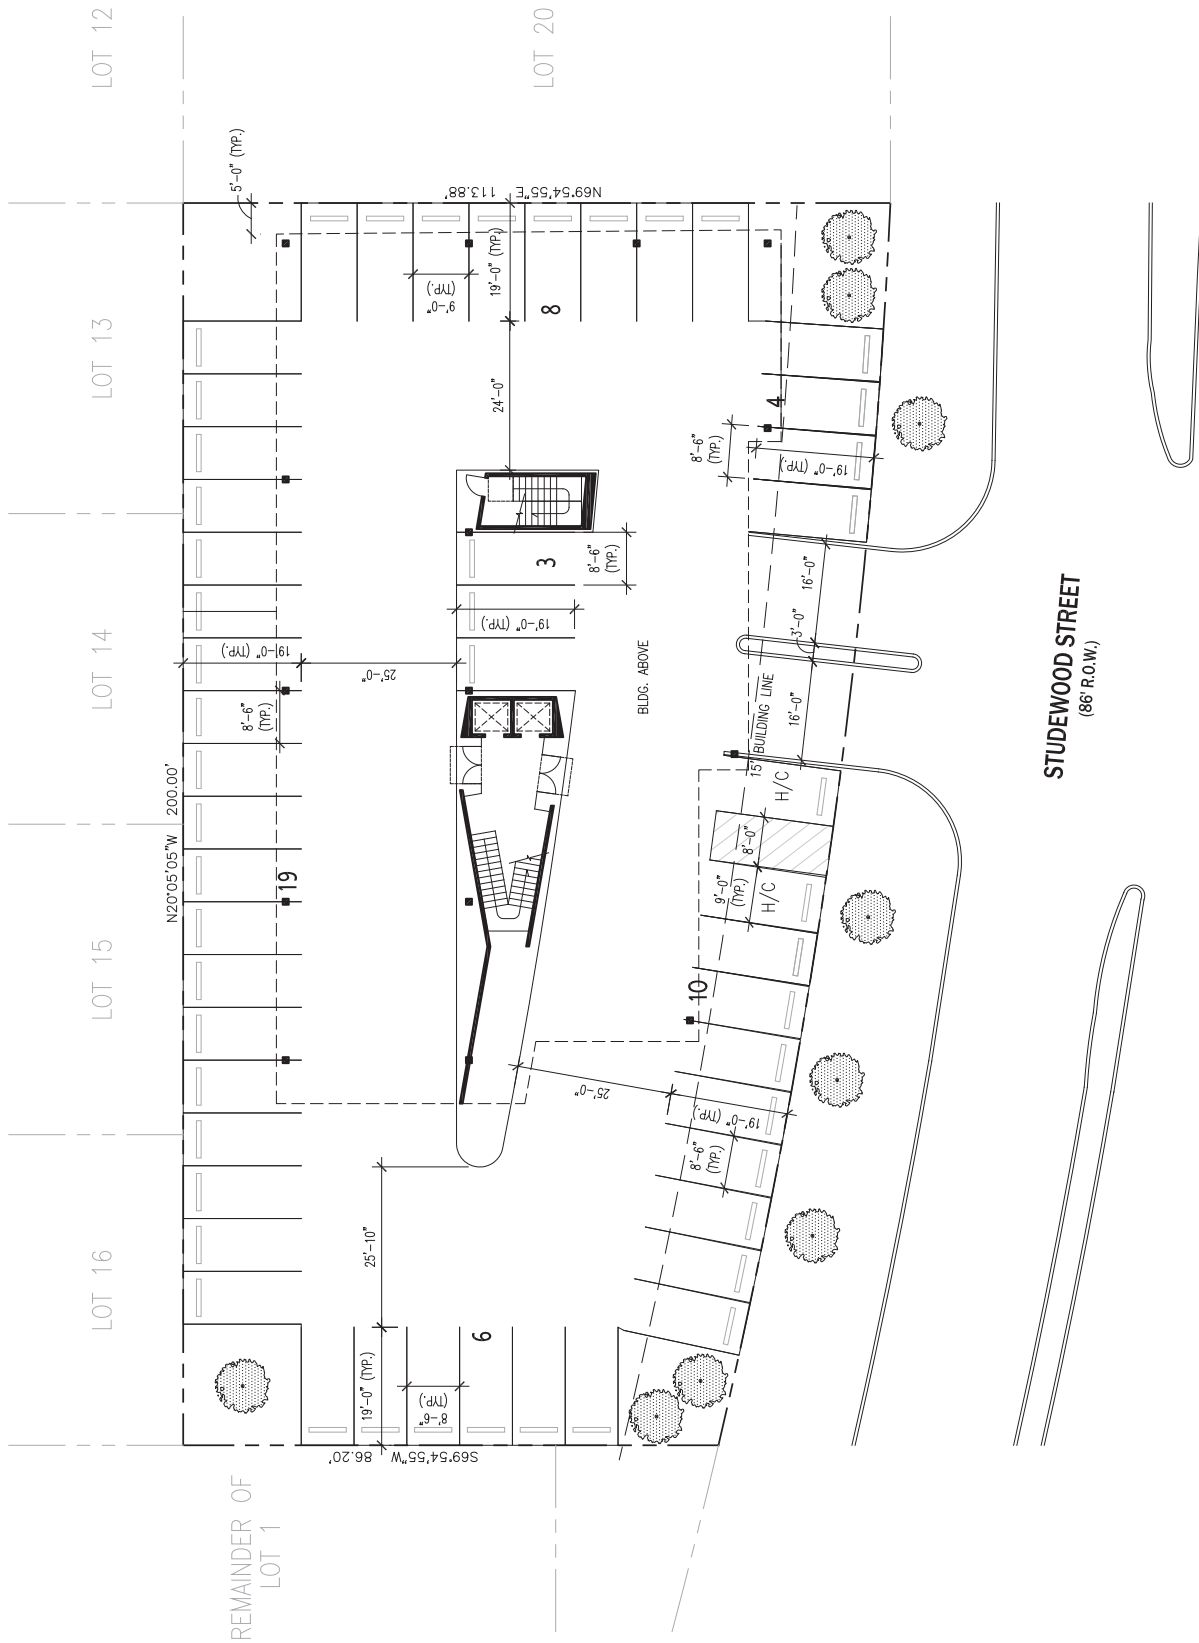 LOT 12
LOT 20
5'-0" (TYP.)
N69°54'55"E 113.88'
LOT 13
19'-0" (TYP.)
9'-0"
(TYP.)
8
24'-0"
4
8'-6"
(TYP.)
19'-0" (TYP.)
3
8'-6"
(TYP.)
16'-0"
3'-0"
16'-0"
LOT 14
19'-0" (TYP.)
19'-0" (TYP.)
25'-0"
8'-6"
(TYP.)
BLDG. ABOVE
15' BUILDING LINE
STUDEWOOD STREET
(86' R.O.W.)
N20°05'05"W 200.00'
H/C
8'-0"
9'-0"
(TYP.)
H/C
19
LOT 15
10
25'-0"
19'-0" (TYP.)
8'-6"
(TYP.)
25'-10"
LOT 16
6
19'-0" (TYP.)
8'-6"
(TYP.)
S69°54'55"W 86.20'
REMAINDER OF
LOT 1